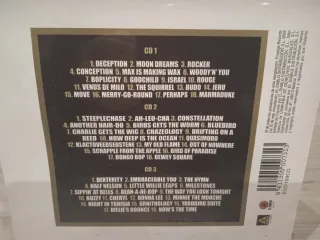 CD 1
1. DECEPTION 2. MOON DREAMS 3. ROCKER
4. CONCEPTION 5. MAX IS MAKING WAX 6. WOODY'N' YOU
7. BOPLICITY 8. GODCHILD 9. ISRAEL 10. ROUGE
11. VENUS DE MILO 12. THE SQUIRREL 13. BUDO 14. JERU
15. MOVE 16. MERRY-GO-ROUND 17. PERHAPS 18. MARMADUKE
CD 2
1. STEEPLECHASE 2. AH-LEU-CHA 3. CONSTELLATION
4. ANOTHER HAIR-DO 5. BIRDS GETS THE WORM 6. BLUEBIRD
7. CHARLIE GETS THE WIG 8. CRAZEOLOGY 9. DRIFTING ON A
REED 10. HOW DEEP IS THE OCEAN 11. QUASIMODO
12. KLACTOVEEDSEDSTENE 13. MY OLD FLAME 14. OUT OF NOWHERE
15. SCRAPPLE FROM THE APPLE 16. BIRD OF PARADISE
17. BONGO BOP 18. DEWEY SQUARE
CD 3
1. DEXTERITY 2. EMBRACEABLE YOU 3. THE HYMN
4. HALF NELSON 5. LITTLE WILLIE LEAPS 6. MILESTONES
7. SIPPIN' AT BELLS 8. BEAN-A-RE-BOP 9. THE WAY YOU LOOK TONIGHT
10. BUZZY 11. CHERYL 12. DONNA LEE 13. MINNIE THE MOOCHER
14. NIGHT IN TUNISIA 15. ORNITHOLOGY 16. YARDBIRD SUITE
17. BILLIE'S BOUNCE 18. NOW'S THE TIME